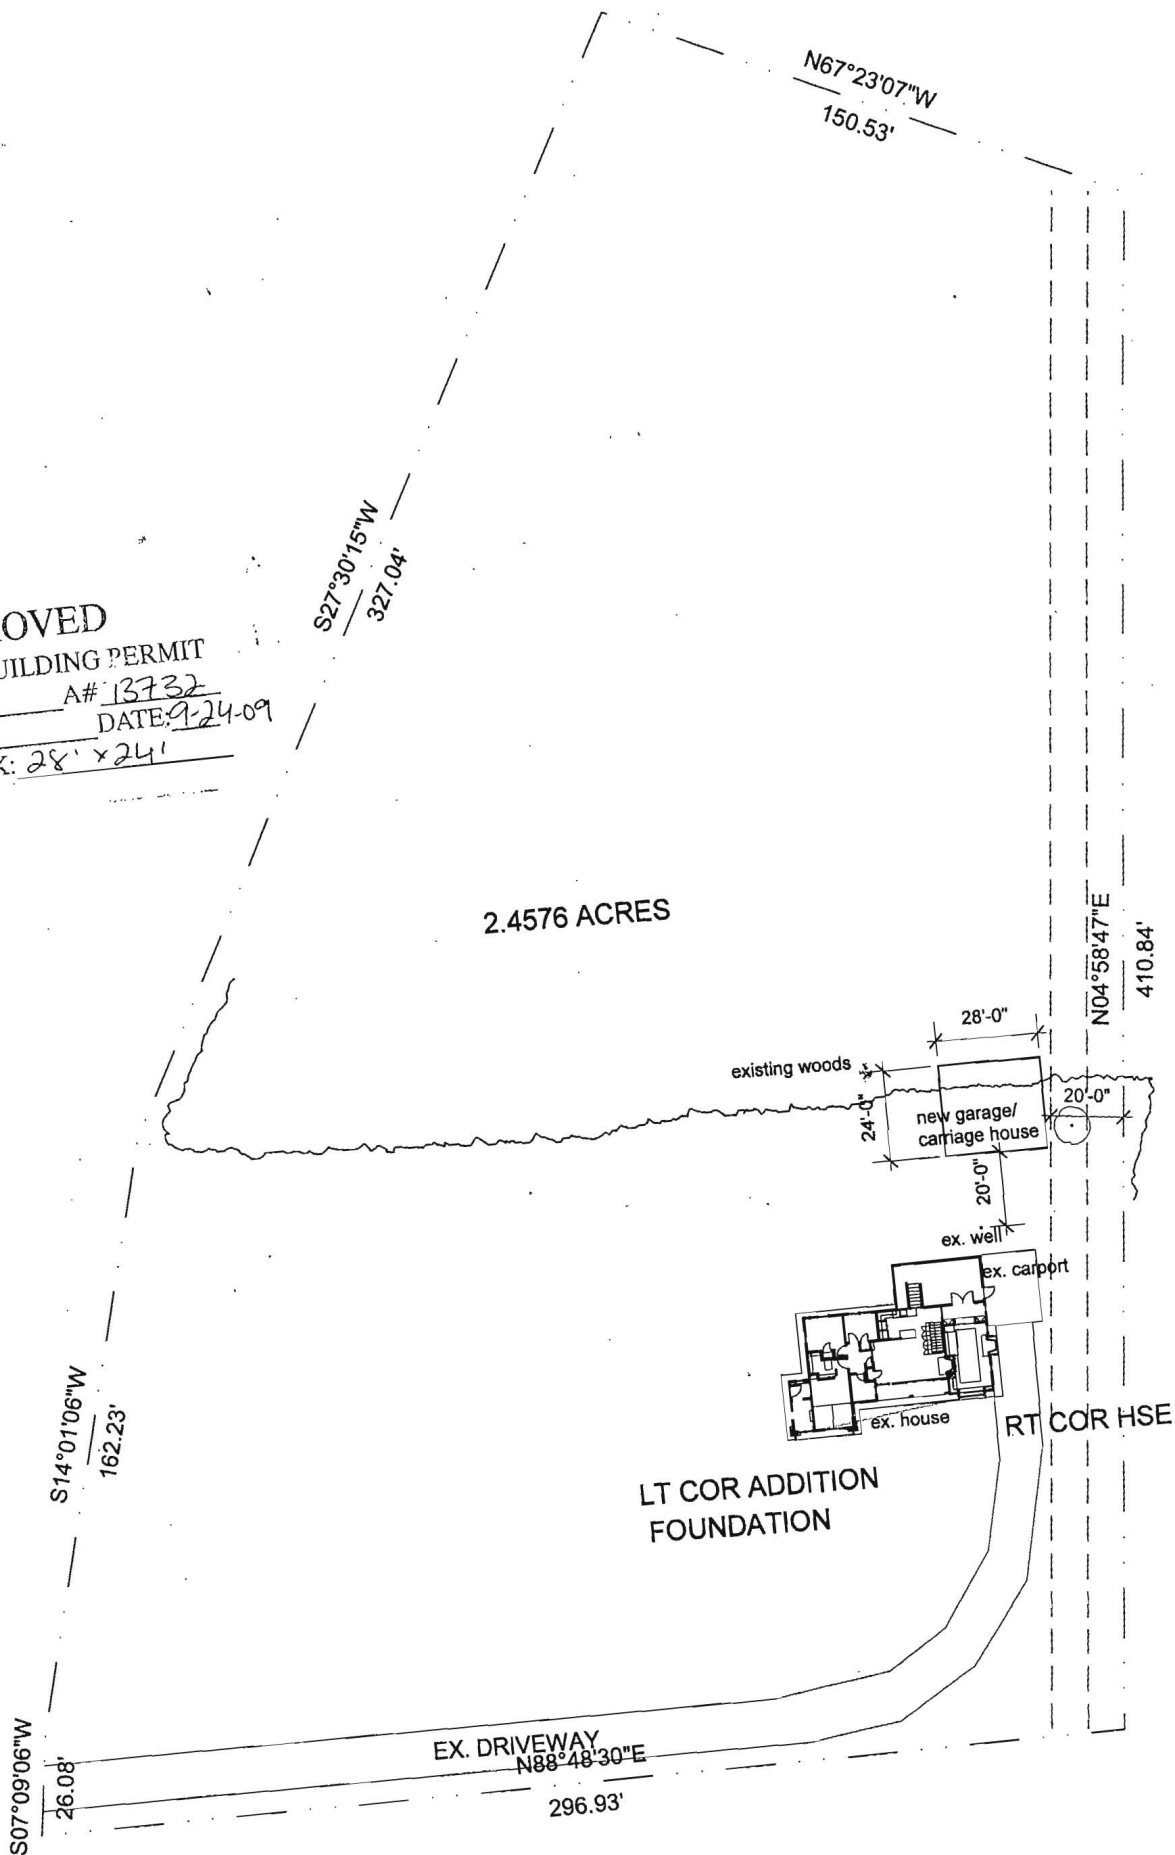 N67°23'07"W
150.53'
S27°30'15"W
327.04'
OVED
UILDING PERMIT
A# 13732
DATE: 9-24-09
K: 28' x 24'
2.4576 ACRES
N04°58'47"E
410.84'
28'-0"
existing woods
24'-0"
new garage/
carriage house
20'-0"
20'-0"
ex. well
ex. carport
ex. house
RT COR HSE
LT COR ADDITION
FOUNDATION
S14°01'06"W
162.23'
S07°09'06"W
26.08'
EX. DRIVEWAY
N88°48'30"E
296.93'